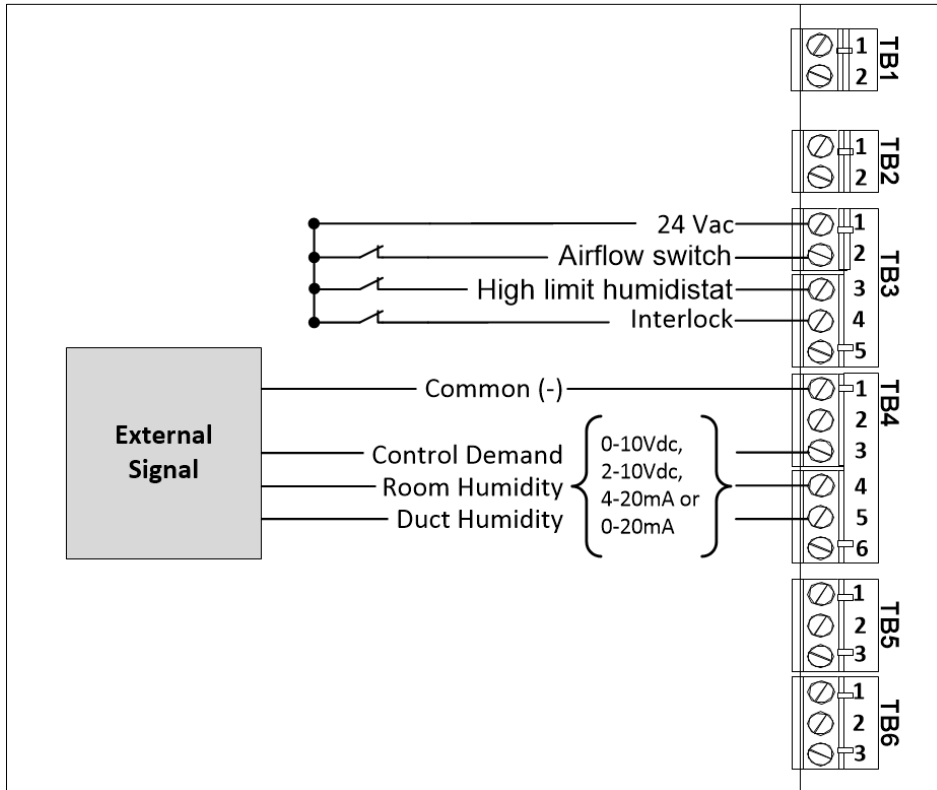 1
2
TB1
1
2
TB2
24 Vac
Airflow switch
High limit humidistat
Interlock
1
2
3
4
5
TB3
External
Signal
Common (-)
Control Demand
Room Humidity
Duct Humidity
0-10Vdc,
2-10Vdc,
4-20mA or
0-20mA
1
2
3
4
5
6
TB4
1
2
3
TB5
1
2
3
TB6